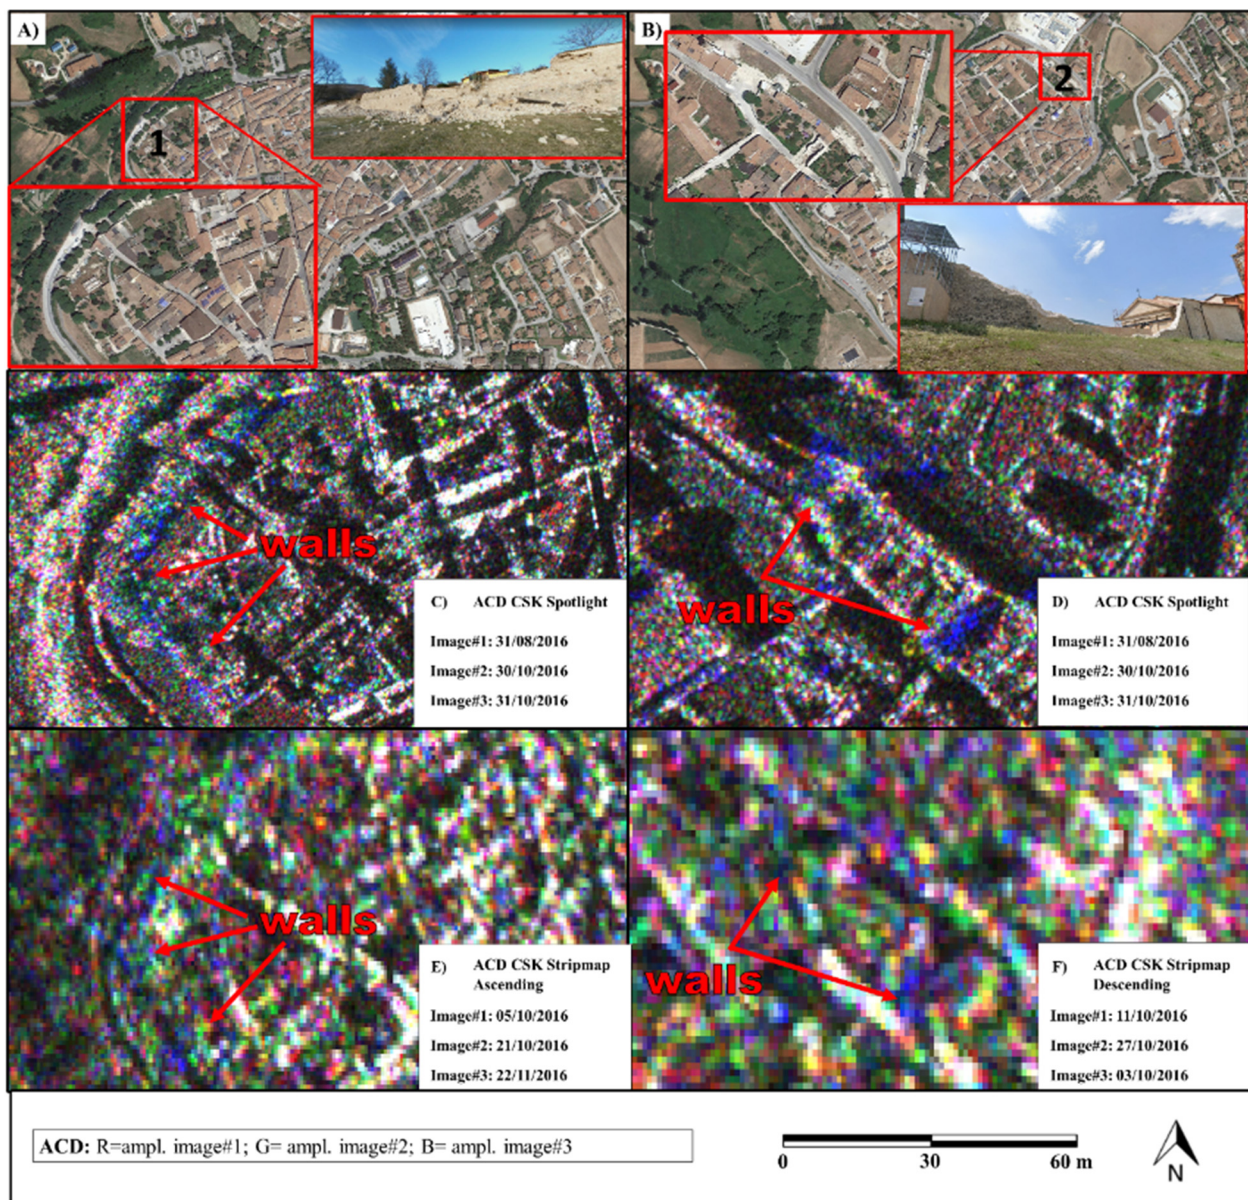 A)
1
B)
2
walls
C) ACD CSK Spotlight
Image#1: 31/08/2016
Image#2: 30/10/2016
Image#3: 31/10/2016
walls
D) ACD CSK Spotlight
Image#1: 31/08/2016
Image#2: 30/10/2016
Image#3: 31/10/2016
walls
E) ACD CSK Stripmap
Ascending
Image#1: 05/10/2016
Image#2: 21/10/2016
Image#3: 22/11/2016
walls
F) ACD CSK Stripmap
Descending
Image#1: 11/10/2016
Image#2: 27/10/2016
Image#3: 03/10/2016
ACD: R=ampl. image#1; G= ampl. image#2; B= ampl. image#3
0 30 60 m
N